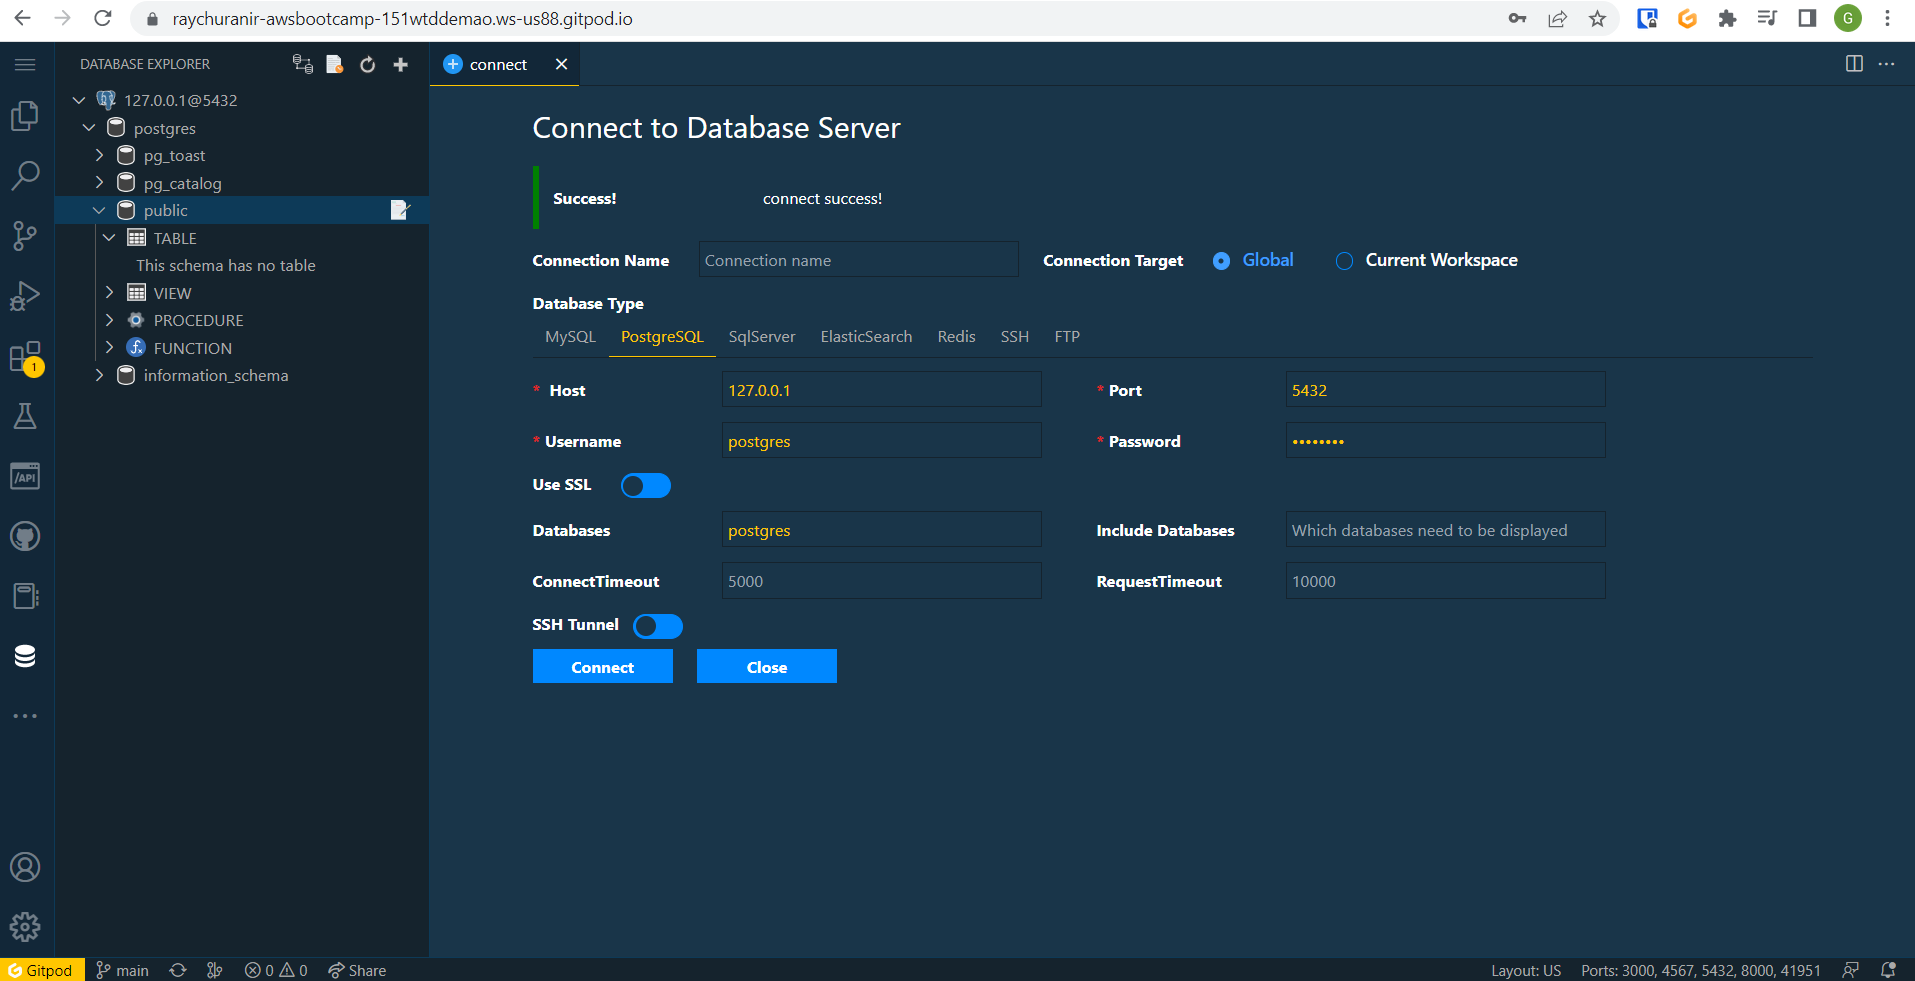 raychuranir-awsbootcamp-151wtddemao.ws-us88.gitpod.io
G
DATABASE EXPLORER
connect
127.0.0.1@5432
postgres
pg_toast
pg_catalog
public
TABLE
This schema has no table
VIEW
PROCEDURE
FUNCTION
information_schema
1
/API
Connect to Database Server
Success! connect success!
Connection Name Connection name Connection Target Global Current Workspace
Database Type
MySQL PostgreSQL SqlServer ElasticSearch Redis SSH FTP
* Host 127.0.0.1 * Port 5432
* Username postgres * Password ••••••••
Use SSL
Databases postgres Include Databases Which databases need to be displayed
ConnectTimeout 5000 RequestTimeout 10000
SSH Tunnel
Connect Close
Gitpod main 0 0 Share Layout: US Ports: 3000, 4567, 5432, 8000, 41951